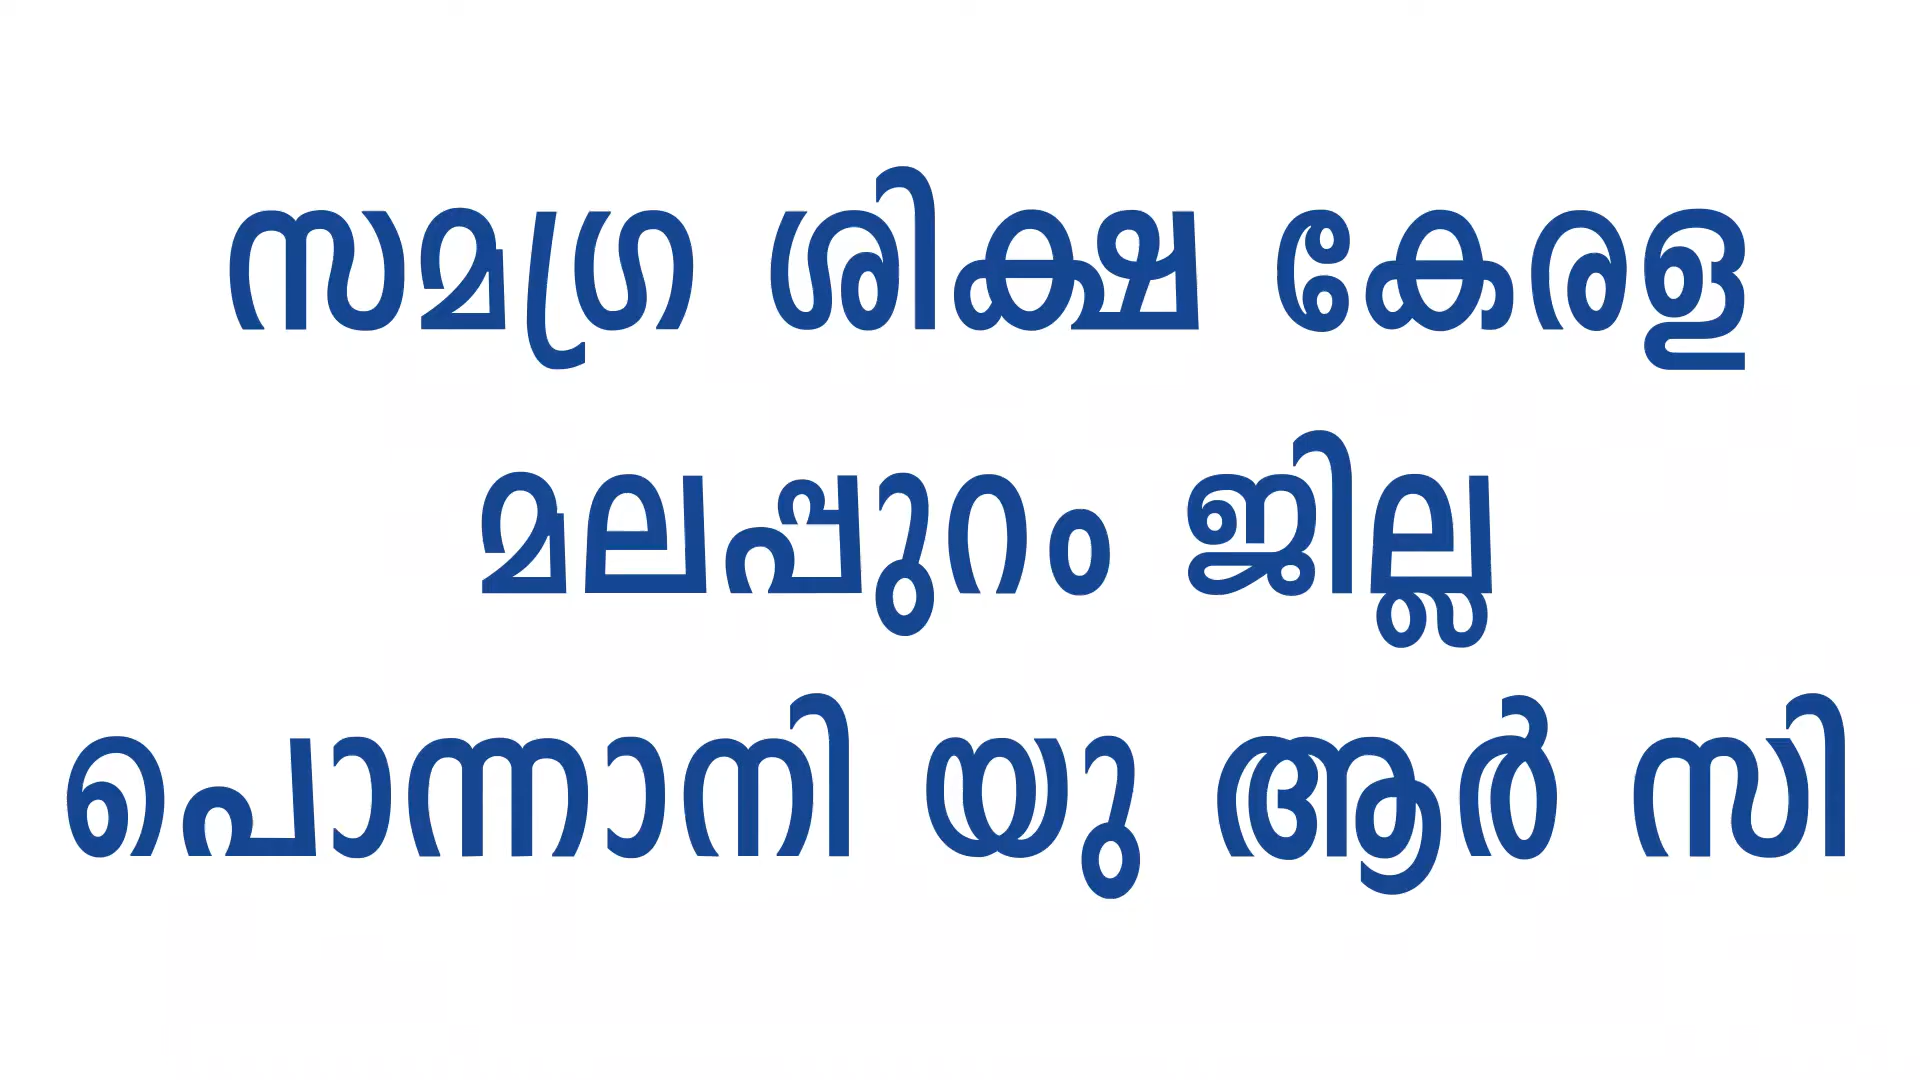 സമഗ്ര ശിക്ഷ കേരള
മലപ്പുറം ജില്ല
പൊന്നാനി യു ആർ സി